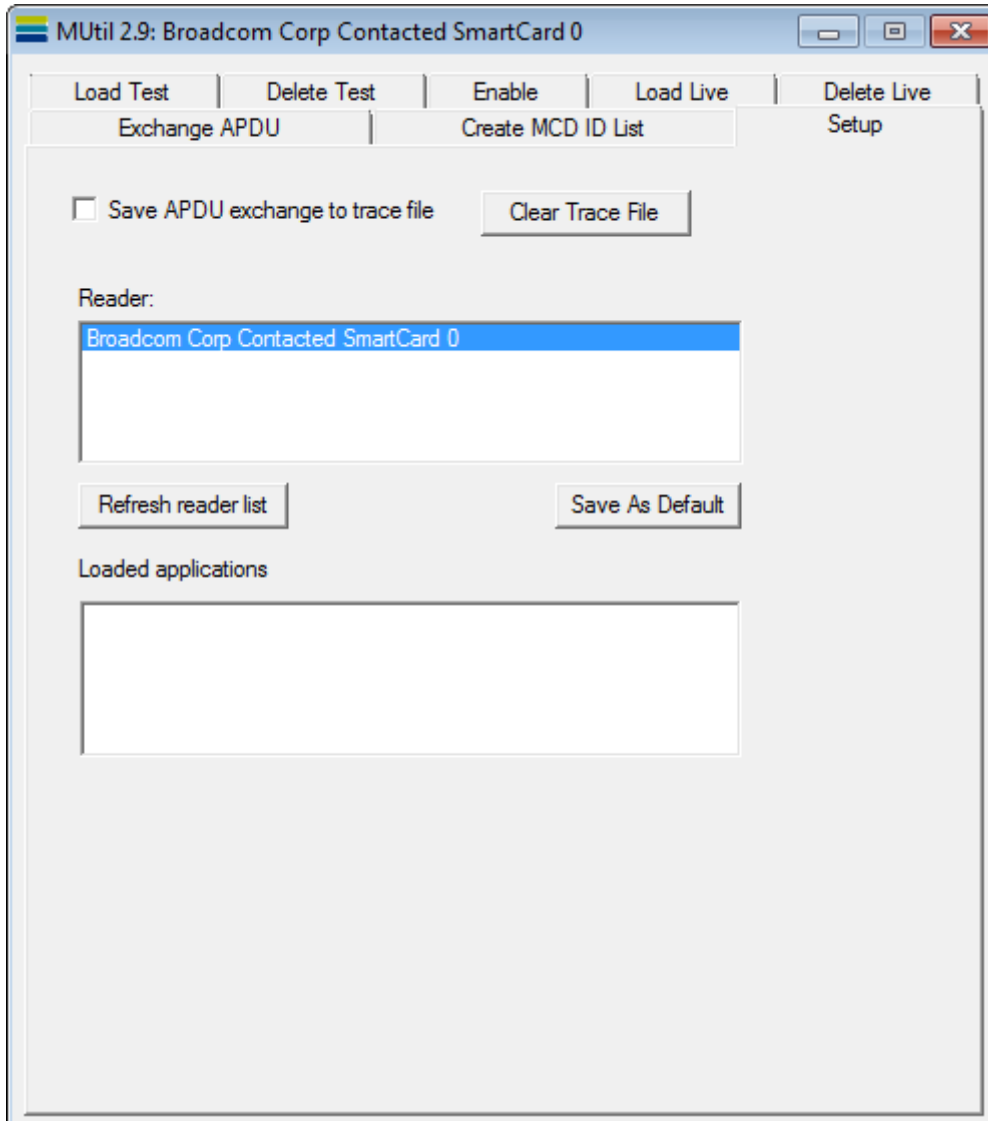 MUtil 2.9: Broadcom Corp Contacted SmartCard 0
Load Test Delete Test Enable Load Live Delete Live
Exchange APDU Create MCD ID List Setup
Save APDU exchange to trace file Clear Trace File
Reader:
Broadcom Corp Contacted SmartCard 0
Refresh reader list Save As Default
Loaded applications